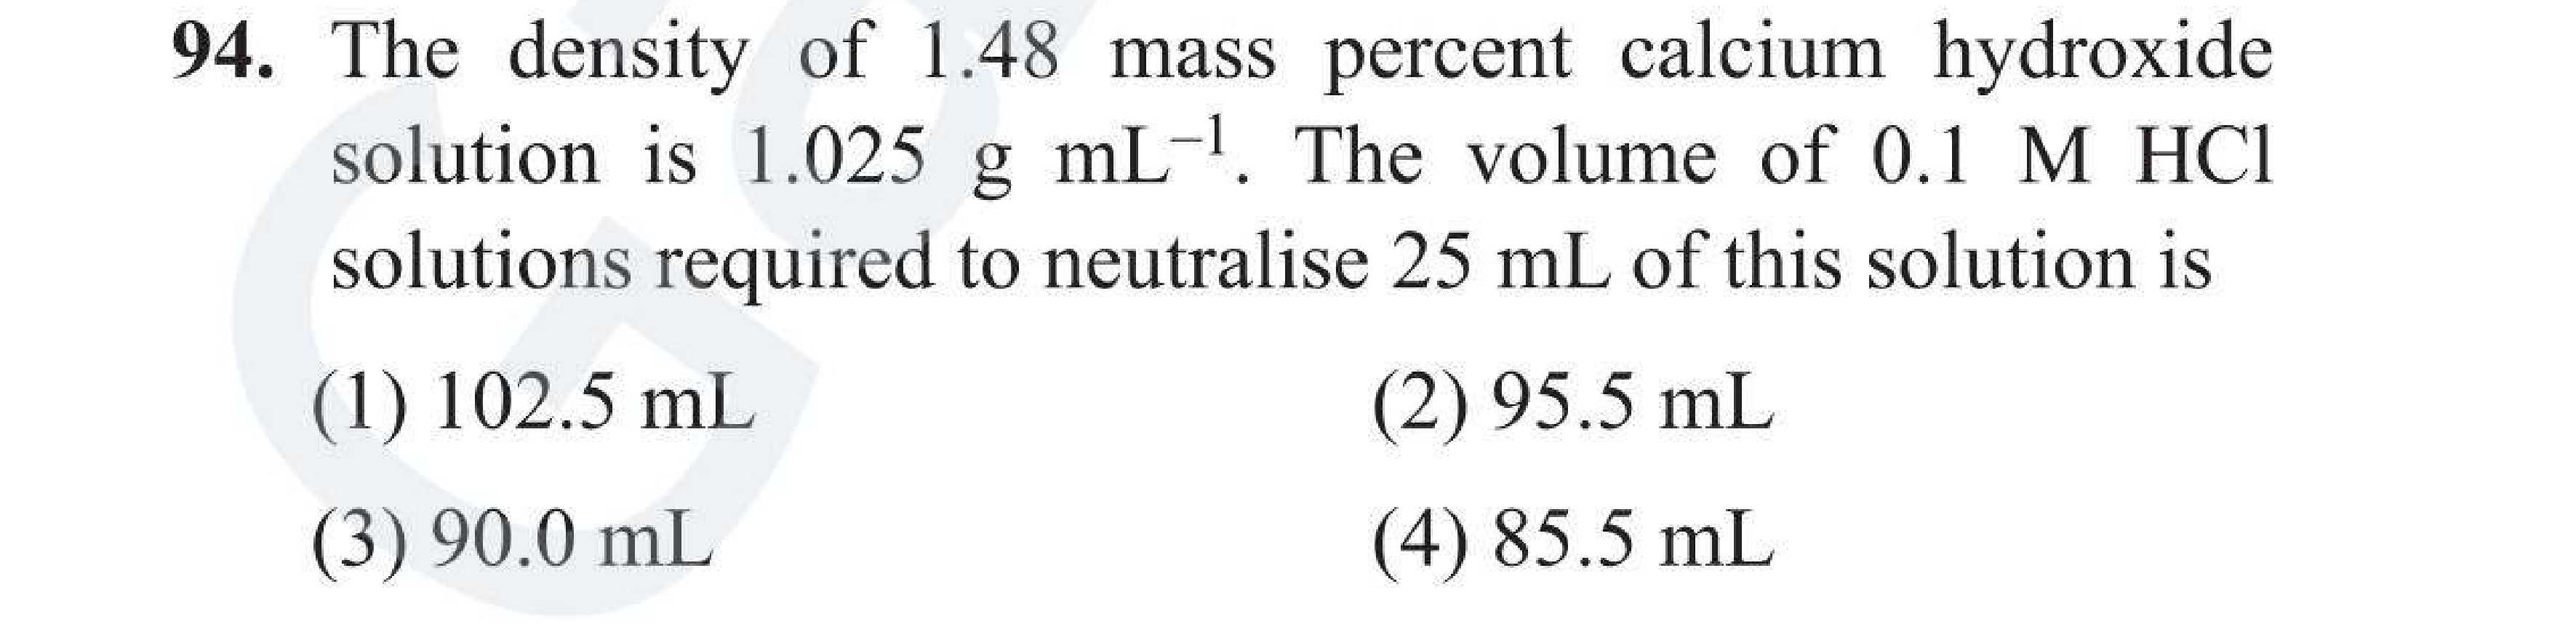 94. The density of 1.48 mass percent calcium hydroxide
solution is 1.025 g mL⁻¹. The volume of 0.1 M HCl
solutions required to neutralise 25 mL of this solution is
(1) 102.5 mL (2) 95.5 mL
(3) 90.0 mL (4) 85.5 mL